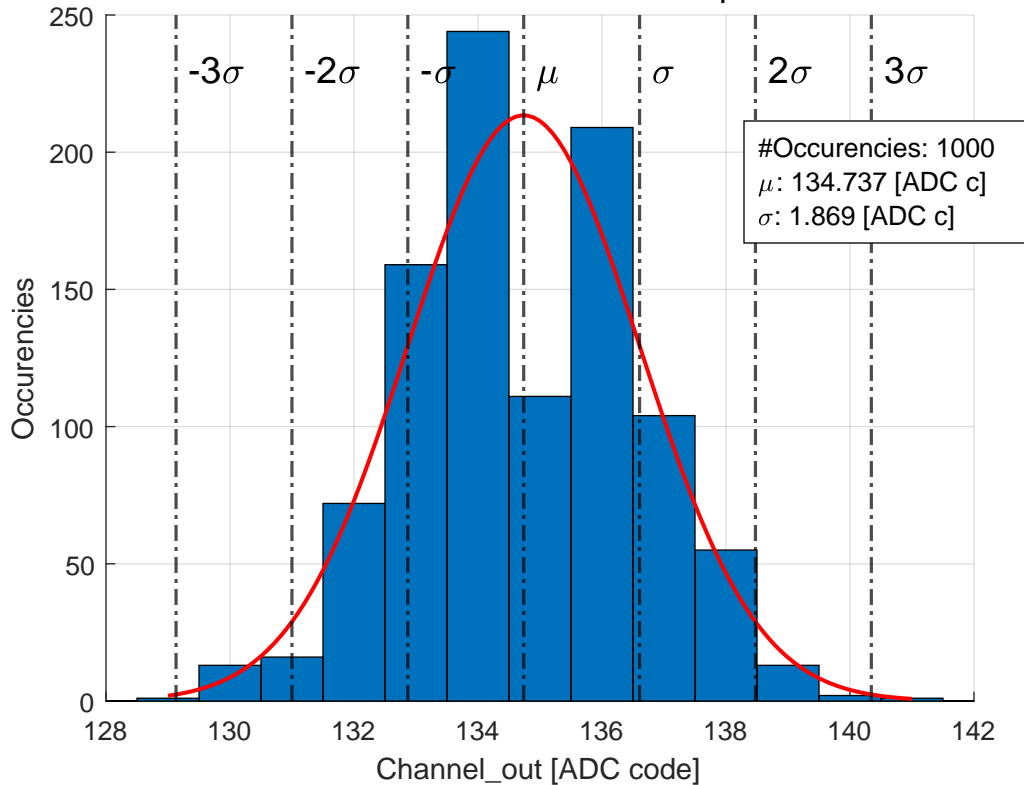 250
-3σ -2σ -σ μ σ 2σ 3σ
#Occurencies: 1000
μ: 134.737 [ADC c]
σ: 1.869 [ADC c]
200
150
100
50
0
Occurencies
128 130 132 134 136 138 140 142
Channel_out [ADC code]